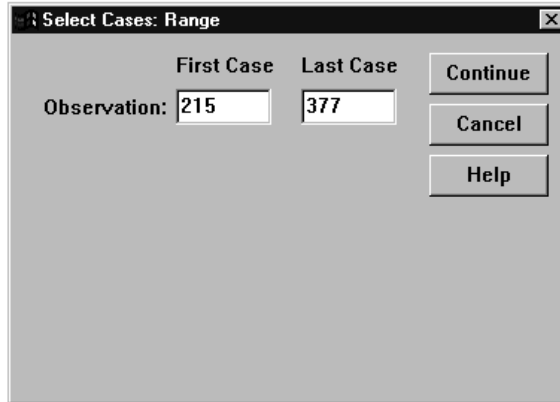 Select Cases: Range
First Case Last Case
Observation: 215 377
Continue
Cancel
Help